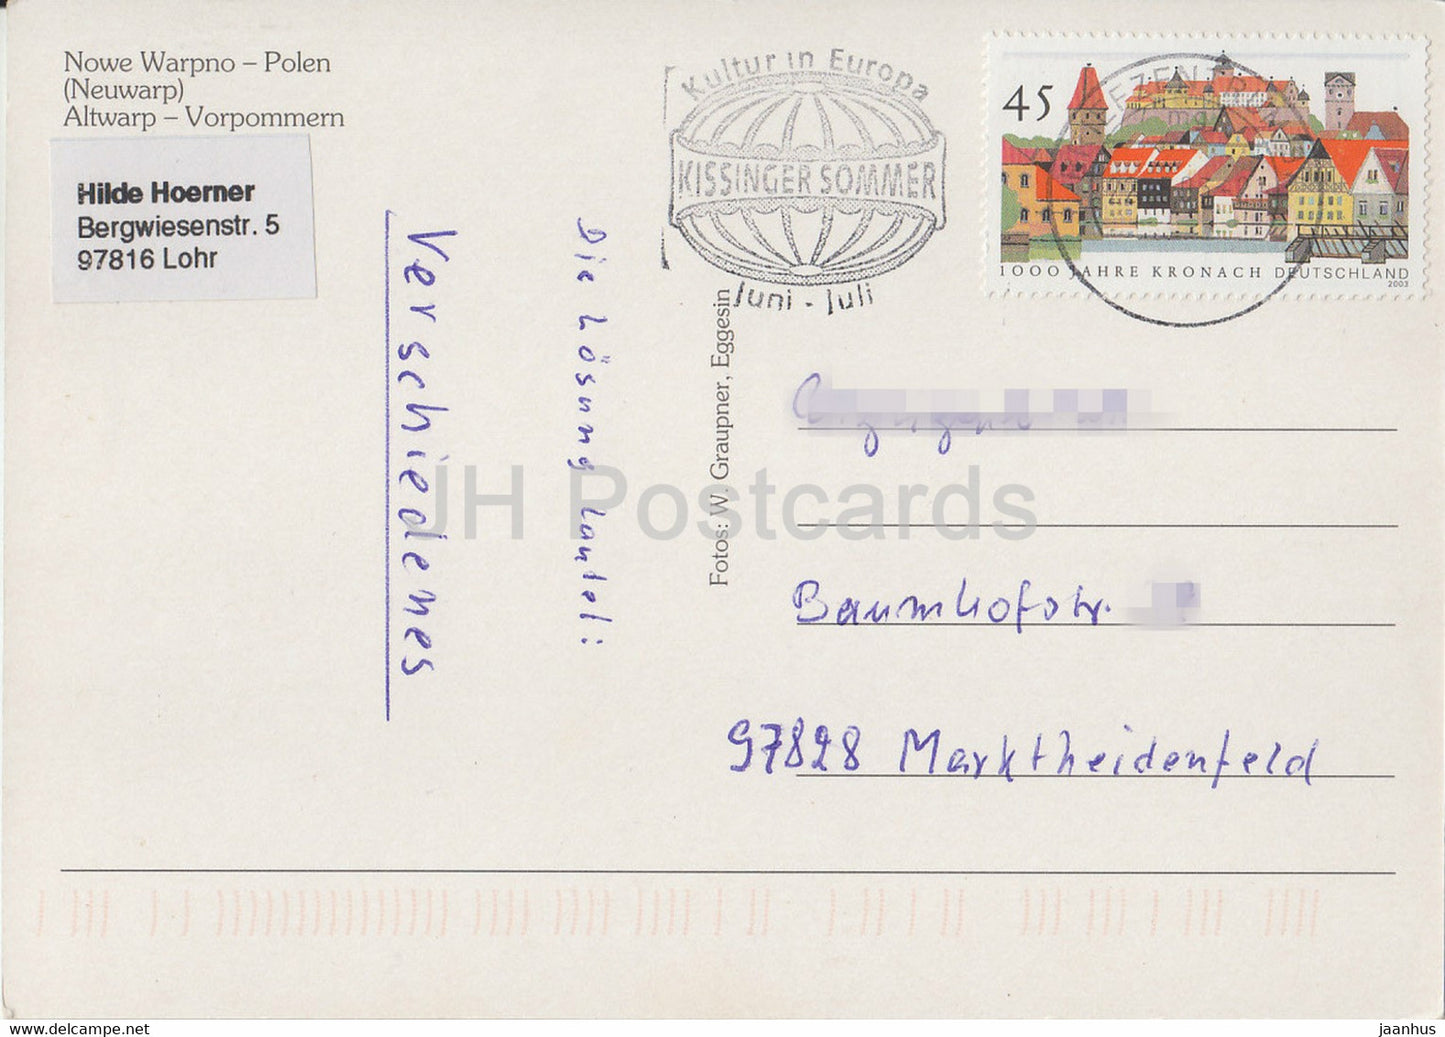 Nowe Warpno – Polen
(Neuwarp)
Altwarp – Vorpommern
Hilde Hoerner
Bergwiesenstr. 5
97816 Lohr
Die Lösung lautet:
Verschiedenes
Fotos: W. Graupner, Eggesin
Kultur in Europa
KISSINGER SOMMER
Juni - Juli
45
1000 JAHRE KRONACH DEUTSCHLAND
2003
Baumhofstr.
97828 Marktheidenfeld
JH Postcards
www.delcampe.net
jaanhus